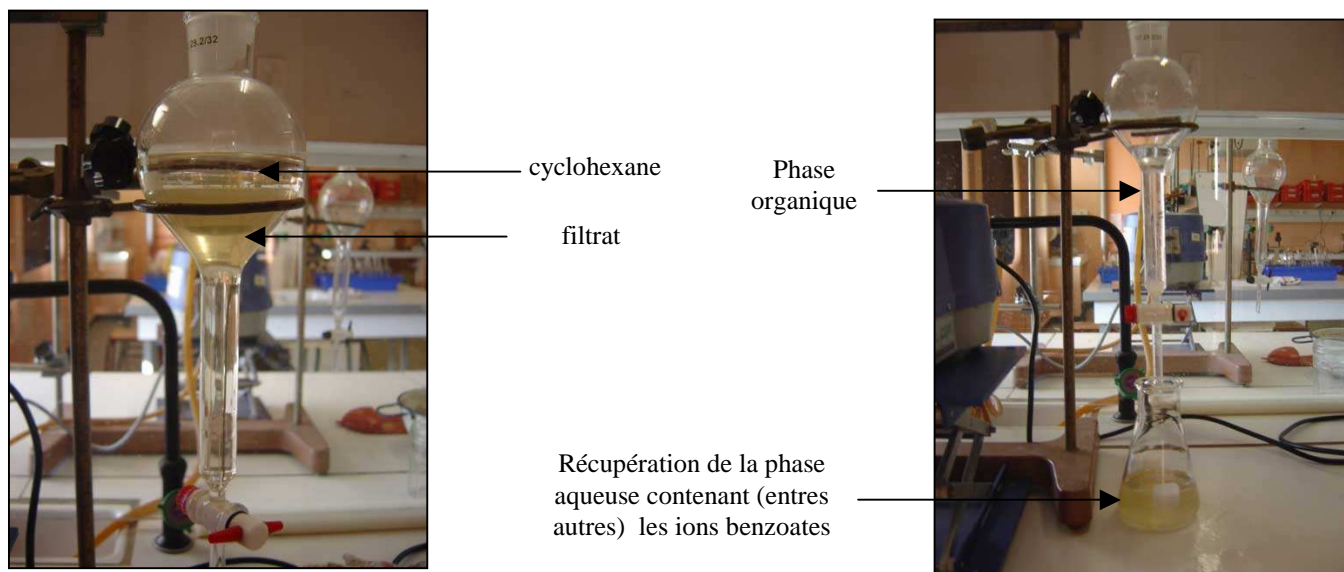 29.2/32
cyclohexane
filtrat
Phase
organique
Récupération de la phase
aqueuse contenant (entres
autres) les ions benzoates